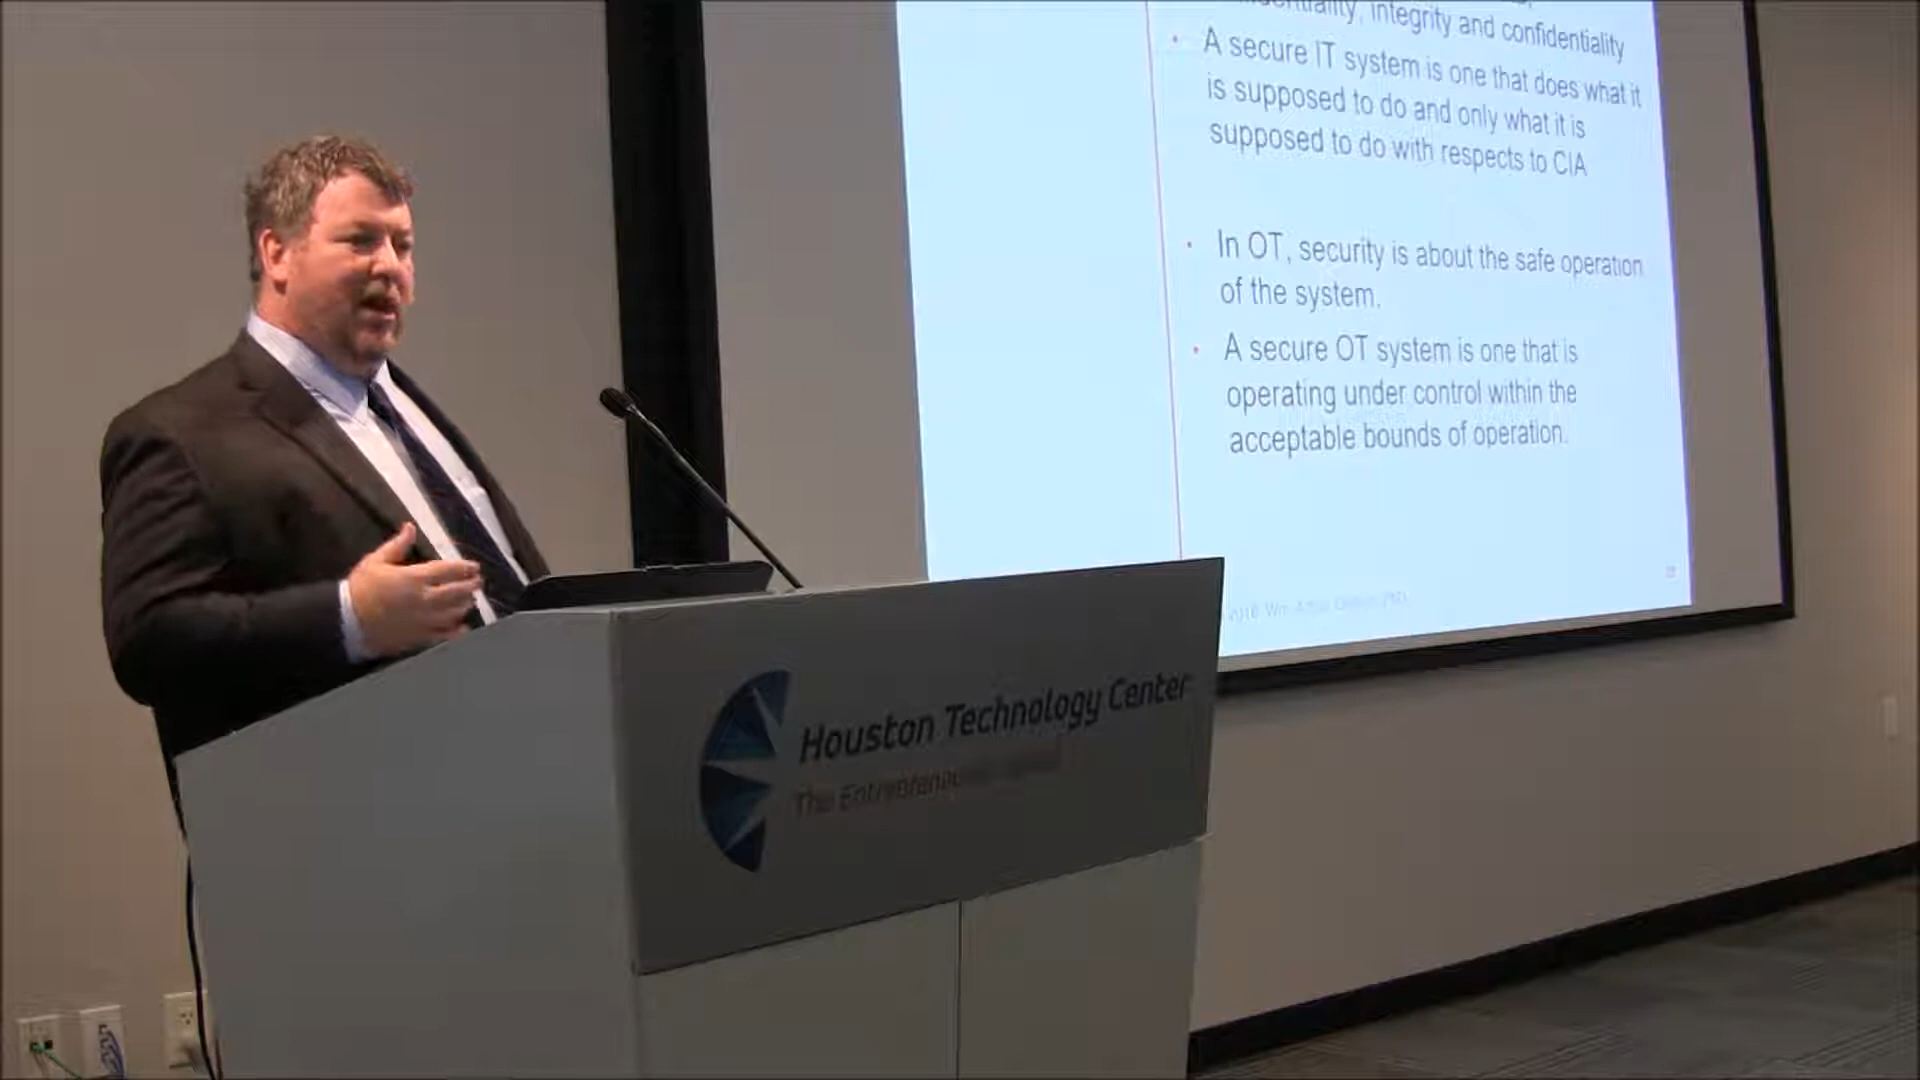 integrity and confidentiality
• A secure IT system is one that does what it
is supposed to do and only what it is
supposed to do with respects to CIA
• In OT, security is about the safe operation
of the system.
• A secure OT system is one that is
operating under control within the
acceptable bounds of operation.
Houston Technology Center
The